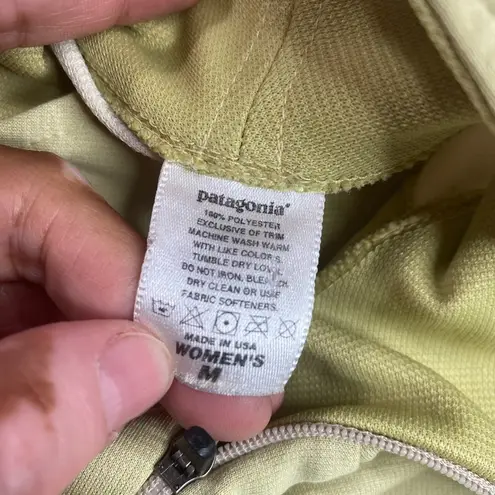 patagonia®
100% POLYESTER
EXCLUSIVE OF TRIM
MACHINE WASH WARM
WITH LIKE COLORS
TUMBLE DRY LOW,
DO NOT IRON, BLEACH,
DRY CLEAN OR USE
FABRIC SOFTENERS.
MADE IN USA
WOMEN'S
M